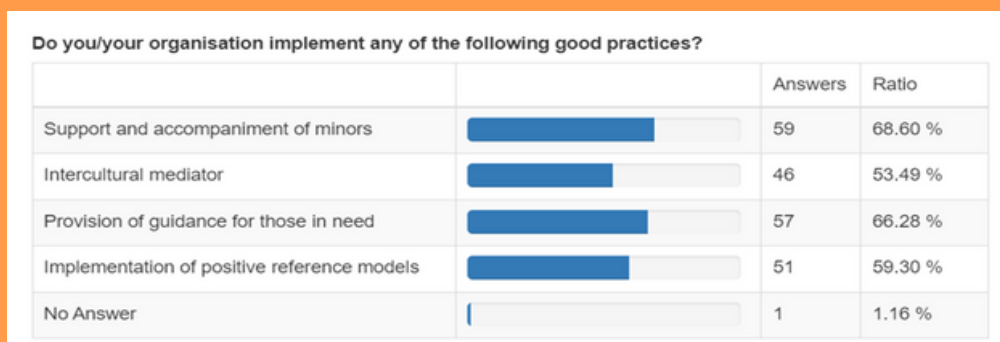 Do you/your organisation implement any of the following good practices?
Answers Ratio
Support and accompaniment of minors 59 68.60 %
Intercultural mediator 46 53.49 %
Provision of guidance for those in need 57 66.28 %
Implementation of positive reference models 51 59.30 %
No Answer 1 1.16 %